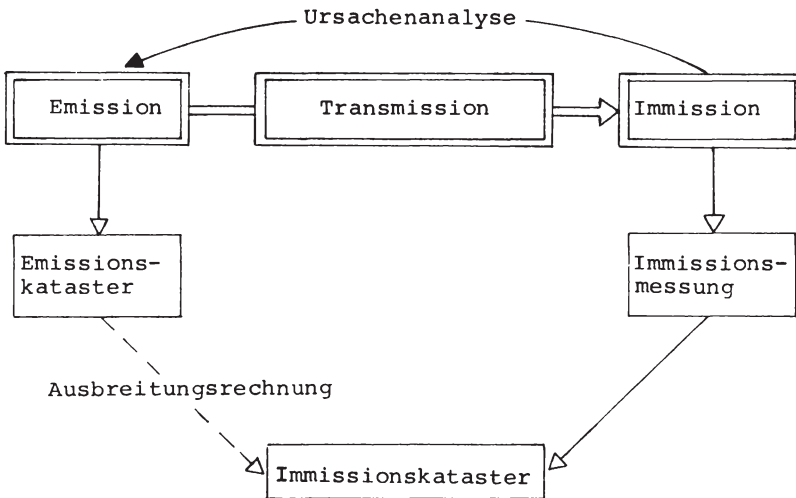 Ursachenanalyse
Emission
Transmission
Immission
Emissions-
kataster
Immissions-
messung
Ausbreitungsrechnung
Immissionskataster